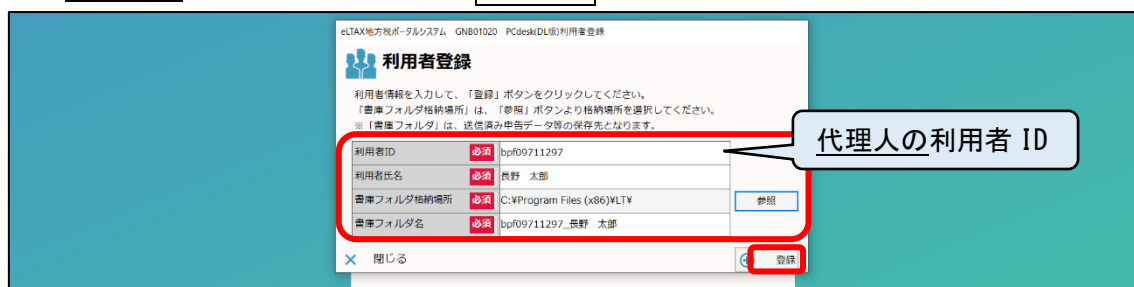 eLTAX地方税ポータルシステム　GNB01020　PCdesk(DL版)利用者登録
利用者登録
利用者情報を入力して、「登録」ボタンをクリックしてください。
「書庫フォルダ格納場所」は、「参照」ボタンより格納場所を選択してください。
※「書庫フォルダ」は、送信済み申告データ等の保存先となります。
利用者ID 必須 bpf09711297
代理人の利用者 ID
利用者氏名 必須 長野　太郎
書庫フォルダ格納場所 必須 C:¥Program Files (x86)¥LT¥ 参照
書庫フォルダ名 必須 bpf09711297_長野　太郎
× 閉じる
登録